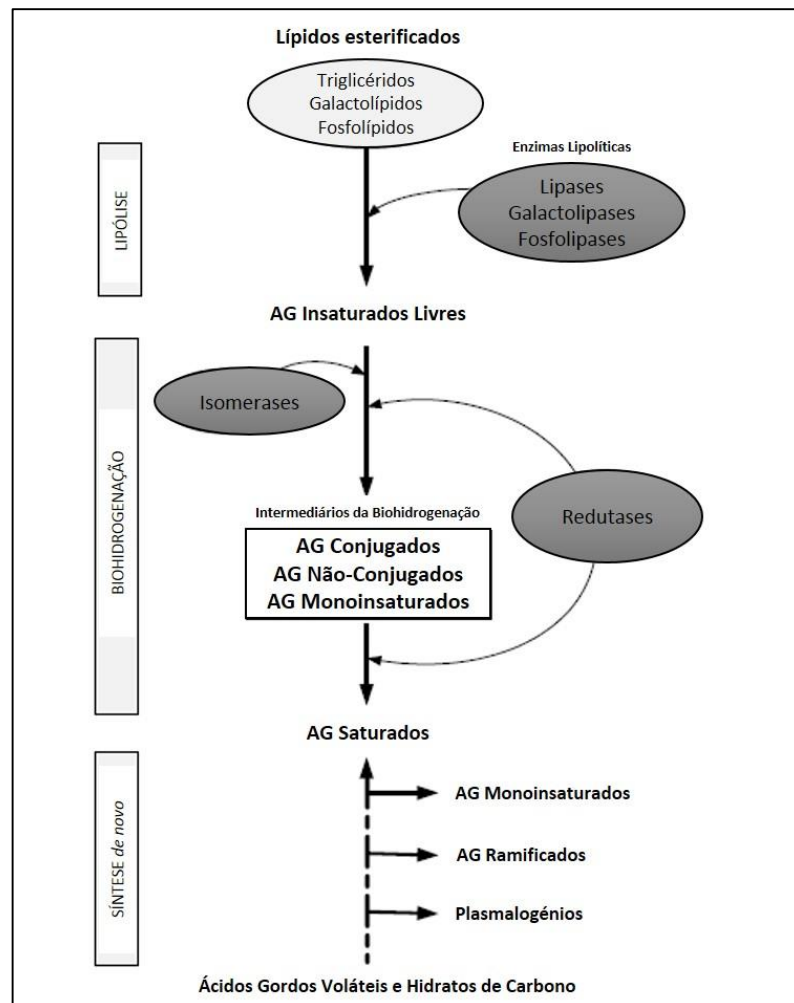 Lípidos esterificados
Triglicéridos
Galactolípidos
Fosfolípidos
Enzimas Lipolíticas
Lipases
Galactolipases
Fosfolipases
LIPÓLISE
AG Insaturados Livres
Isomerases
BIOHIDROGENAÇÃO
Redutases
Intermediários da Biohidrogenação
AG Conjugados
AG Não-Conjugados
AG Monoinsaturados
AG Saturados
SÍNTESE de novo
AG Monoinsaturados
AG Ramificados
Plasmalogénios
Ácidos Gordos Voláteis e Hidratos de Carbono